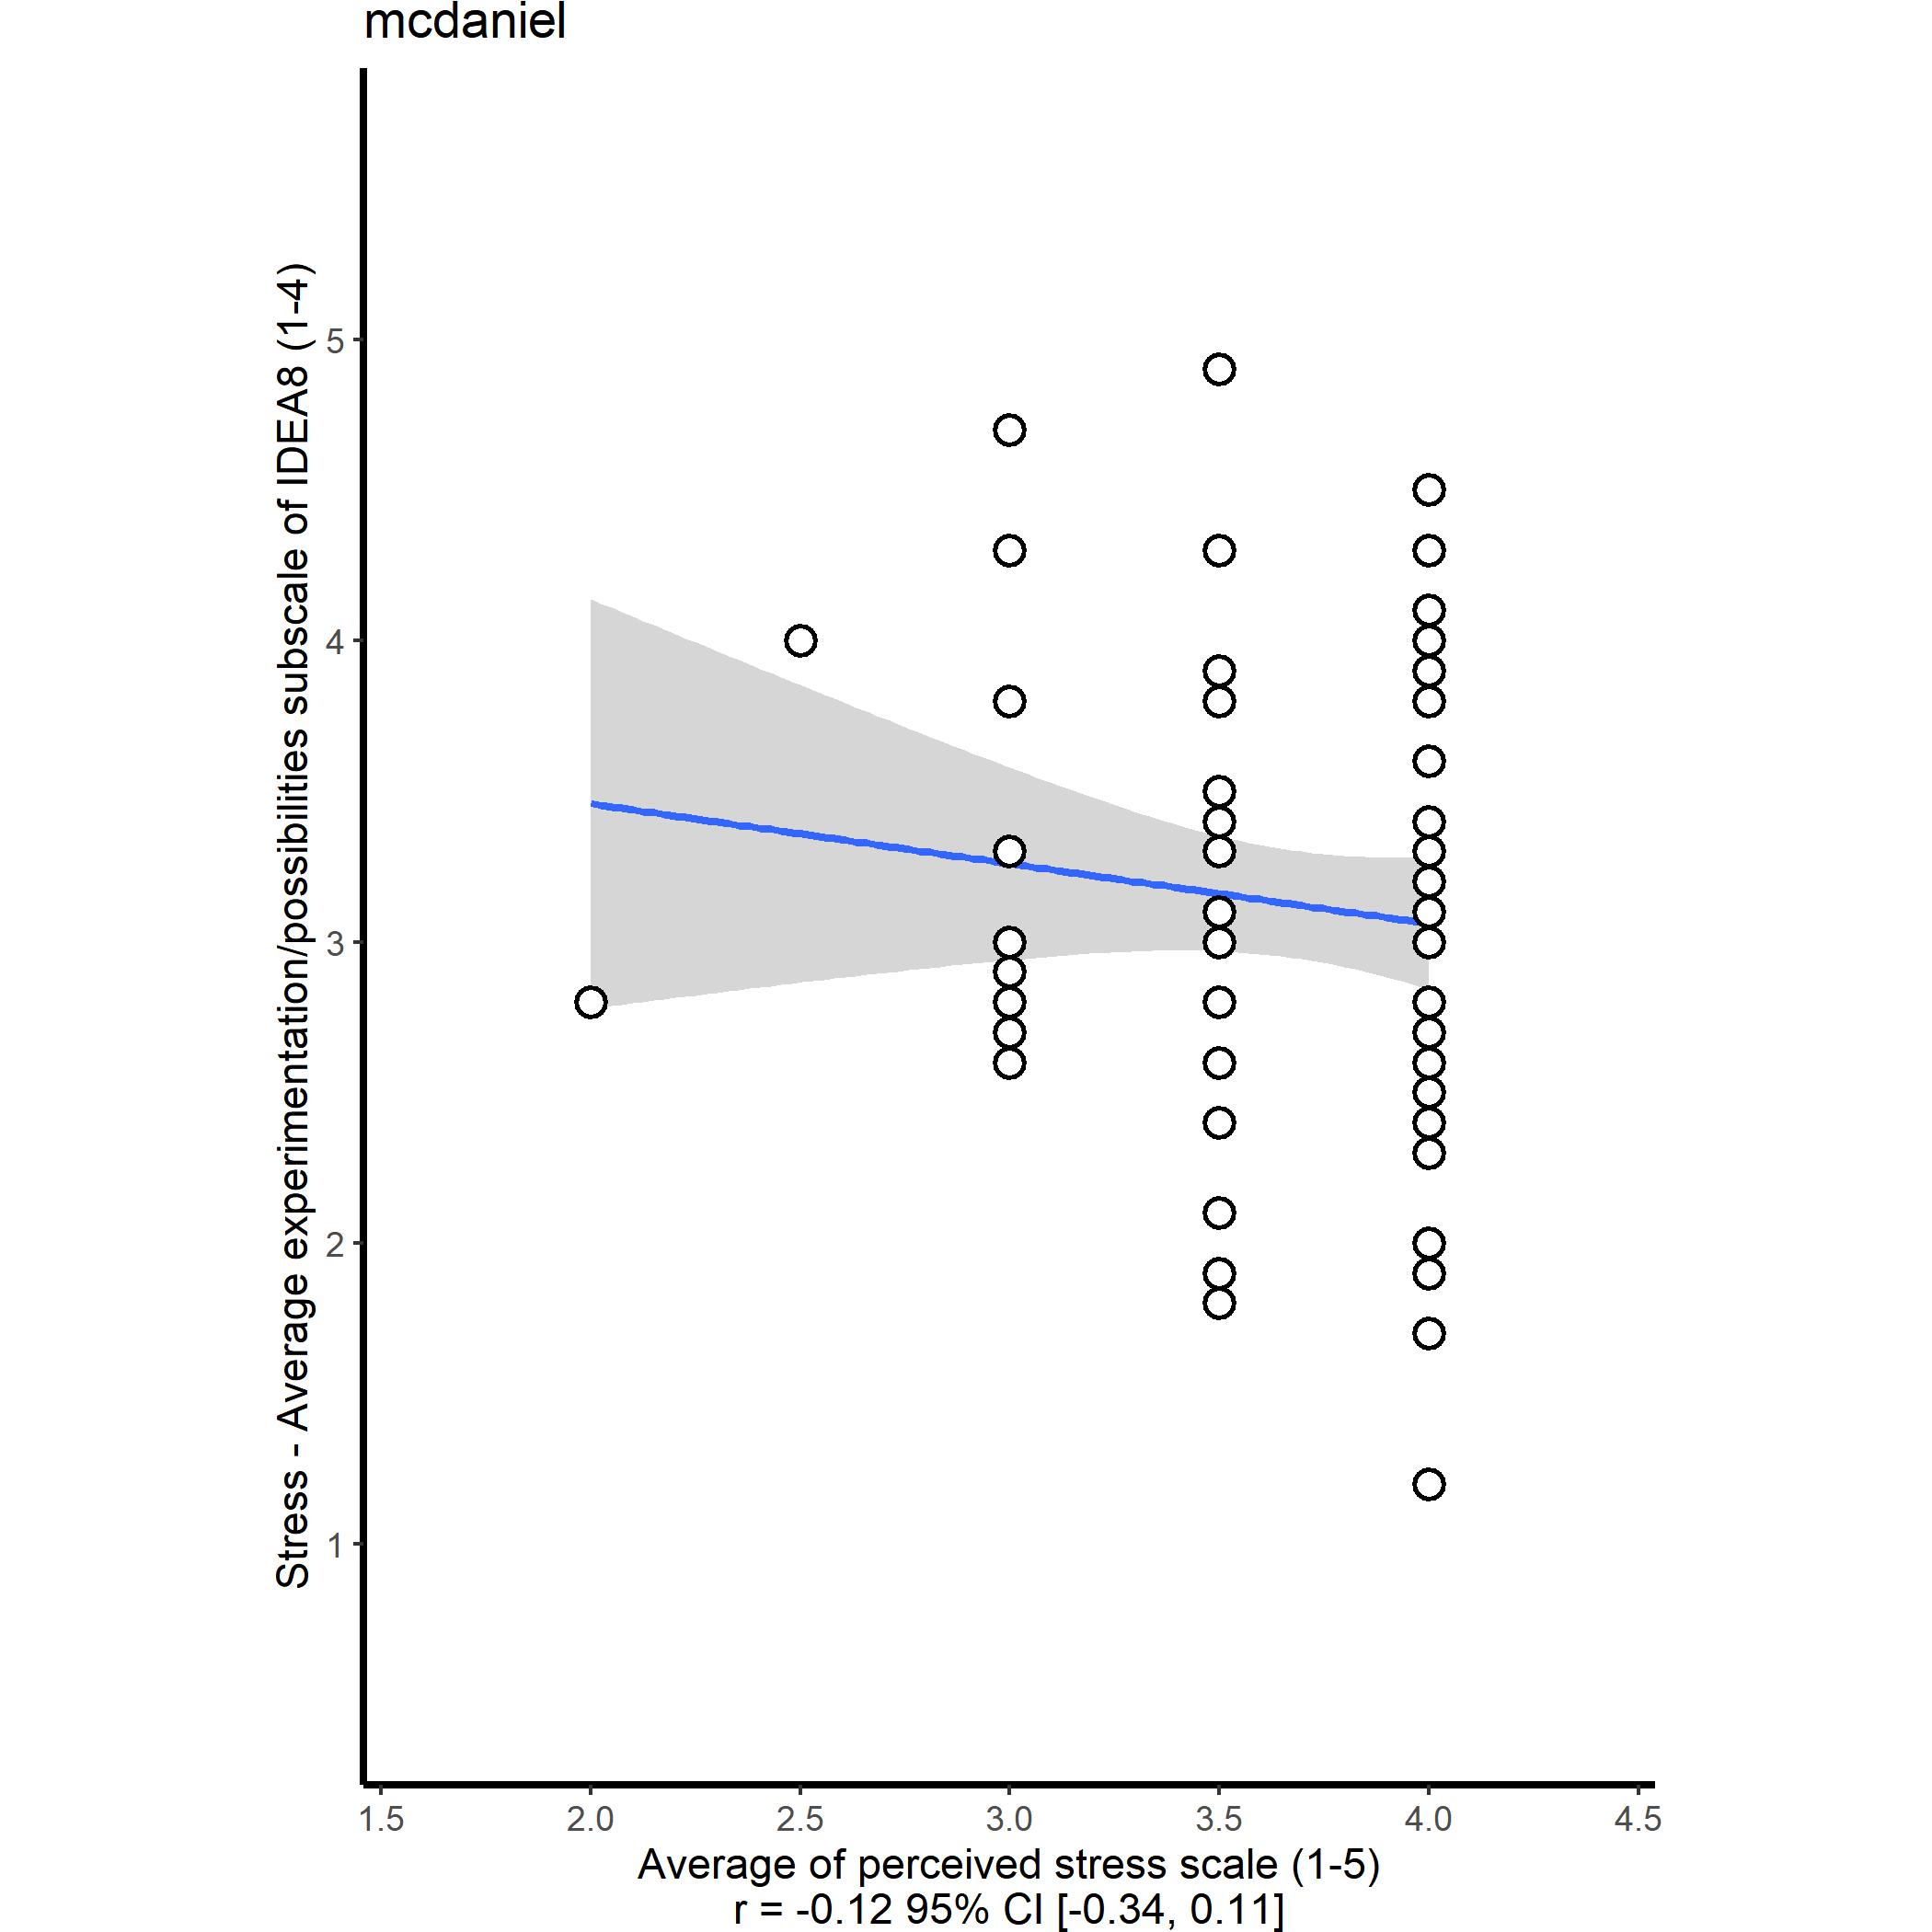 mcdaniel
Stress - Average experimentation/possibilities subscale of IDEA8 (1-4)
5
4
3
2
1
1.5 2.0 2.5 3.0 3.5 4.0 4.5
Average of perceived stress scale (1-5)
r = -0.12 95% CI [-0.34, 0.11]